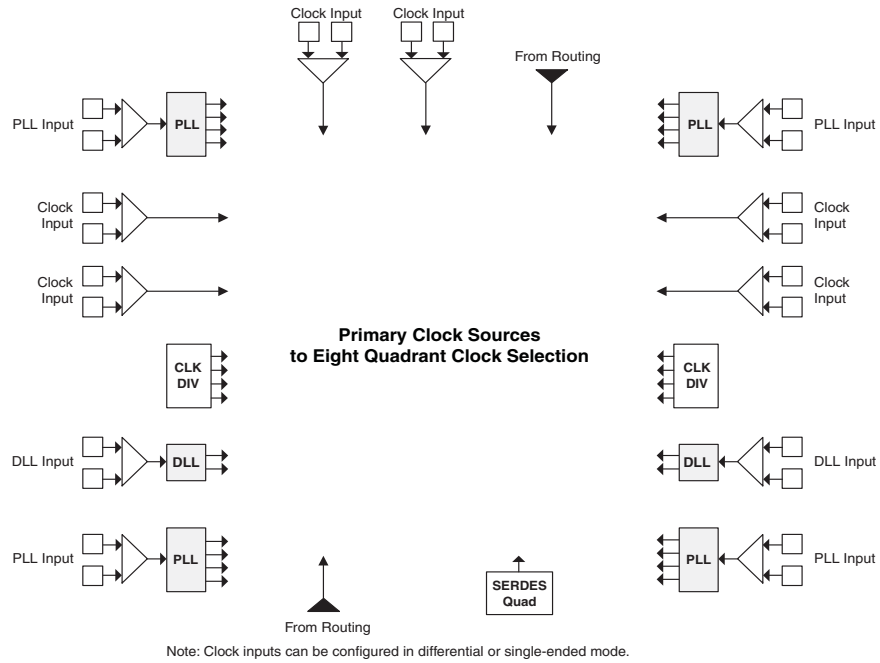 Clock Input
Clock Input
From Routing
PLL Input
PLL
PLL
PLL Input
Clock
Input
Clock
Input
Clock
Input
Clock
Input
Primary Clock Sources
to Eight Quadrant Clock Selection
CLK
DIV
CLK
DIV
DLL Input
DLL
DLL
DLL Input
PLL Input
PLL
PLL
PLL Input
SERDES
Quad
From Routing
Note: Clock inputs can be configured in differential or single-ended mode.